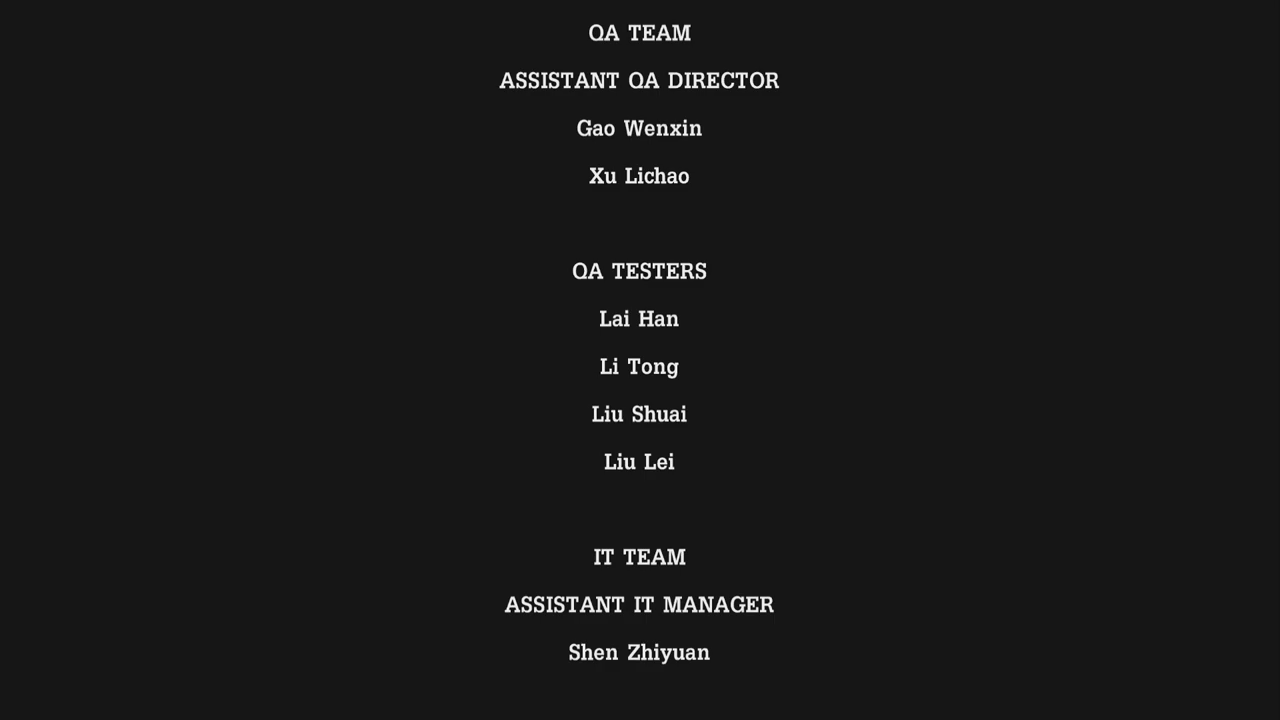 QA TEAM
ASSISTANT QA DIRECTOR
Gao Wenxin
Xu Lichao
QA TESTERS
Lai Han
Li Tong
Liu Shuai
Liu Lei
IT TEAM
ASSISTANT IT MANAGER
Shen Zhiyuan